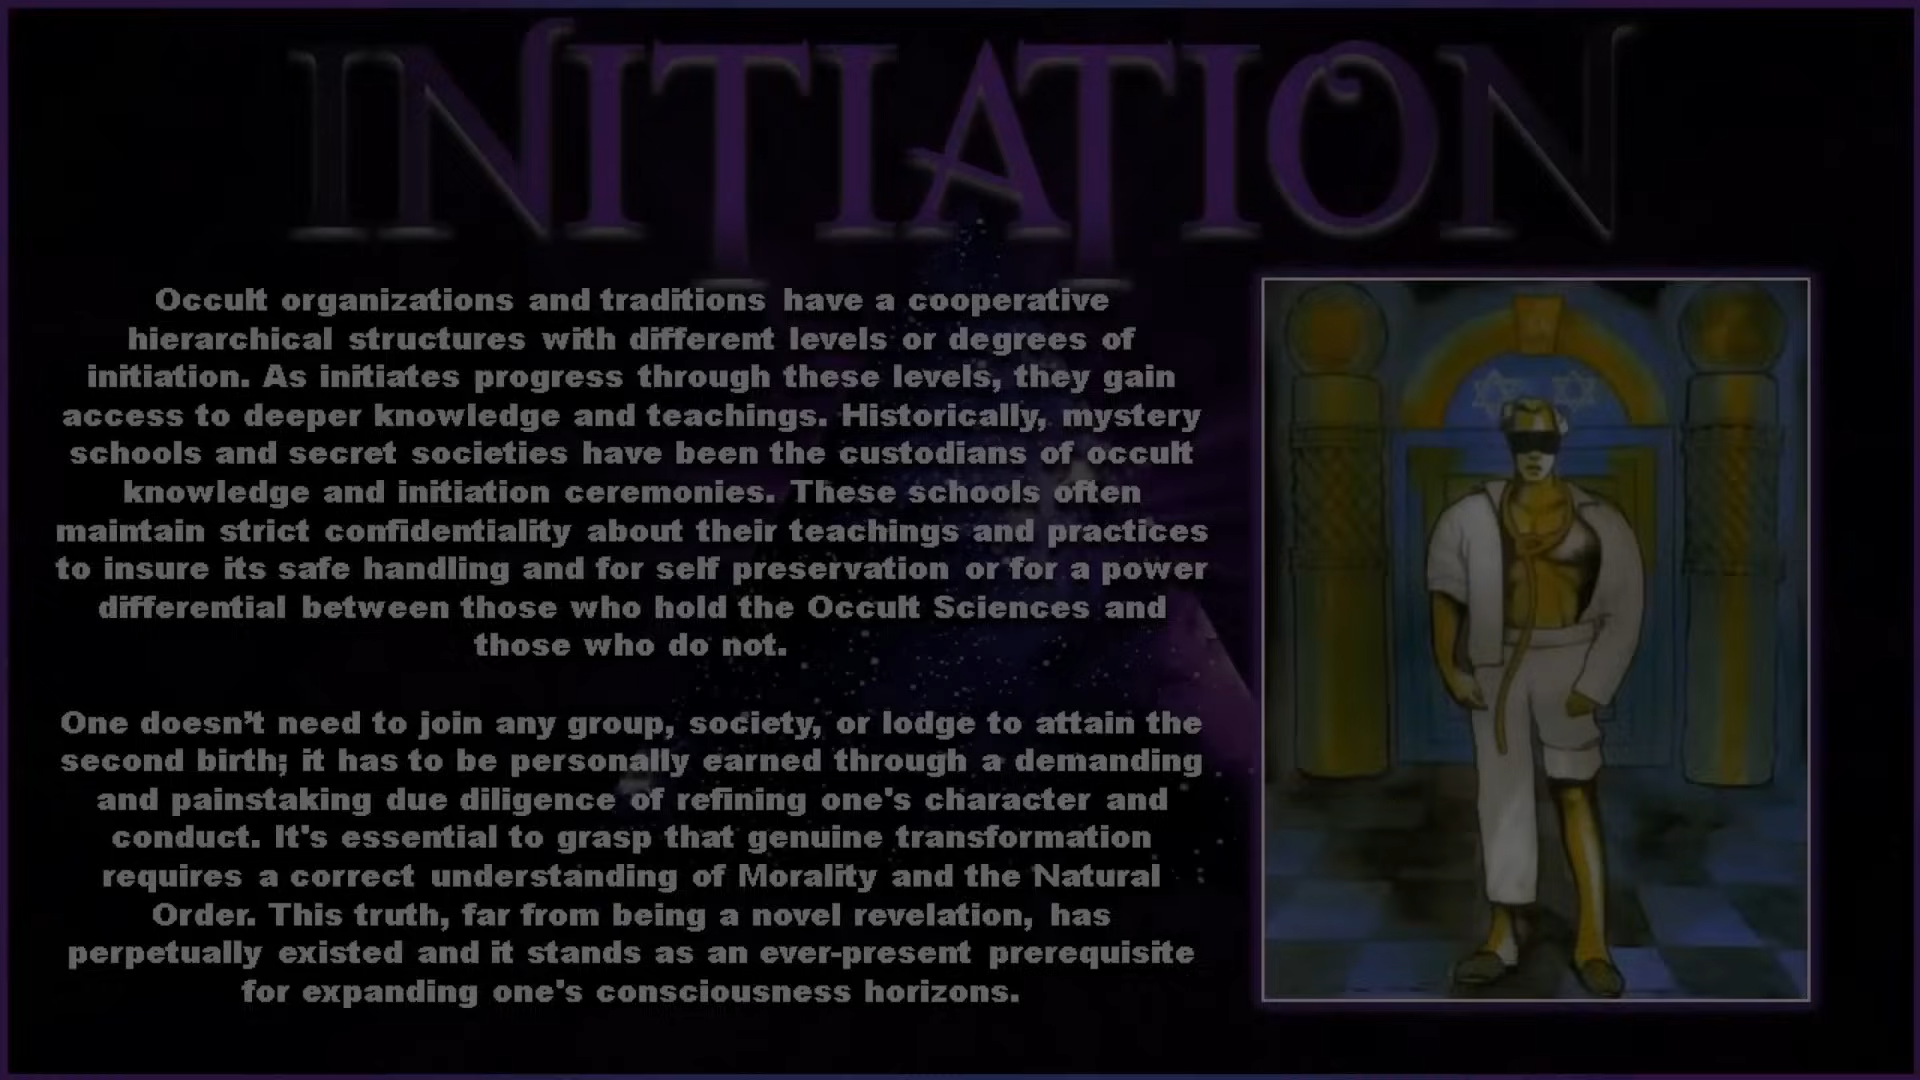 INITIATION
Occult organizations and traditions have a cooperative
hierarchical structures with different levels or degrees of
initiation. As initiates progress through these levels, they gain
access to deeper knowledge and teachings. Historically, mystery
schools and secret societies have been the custodians of occult
knowledge and initiation ceremonies. These schools often
maintain strict confidentiality about their teachings and practices
to insure its safe handling and for self preservation or for a power
differential between those who hold the Occult Sciences and
those who do not.
One doesn't need to join any group, society, or lodge to attain the
second birth; it has to be personally earned through a demanding
and painstaking due diligence of refining one's character and
conduct. It's essential to grasp that genuine transformation
requires a correct understanding of Morality and the Natural
Order. This truth, far from being a novel revelation, has
perpetually existed and it stands as an ever-present prerequisite
for expanding one's consciousness horizons.